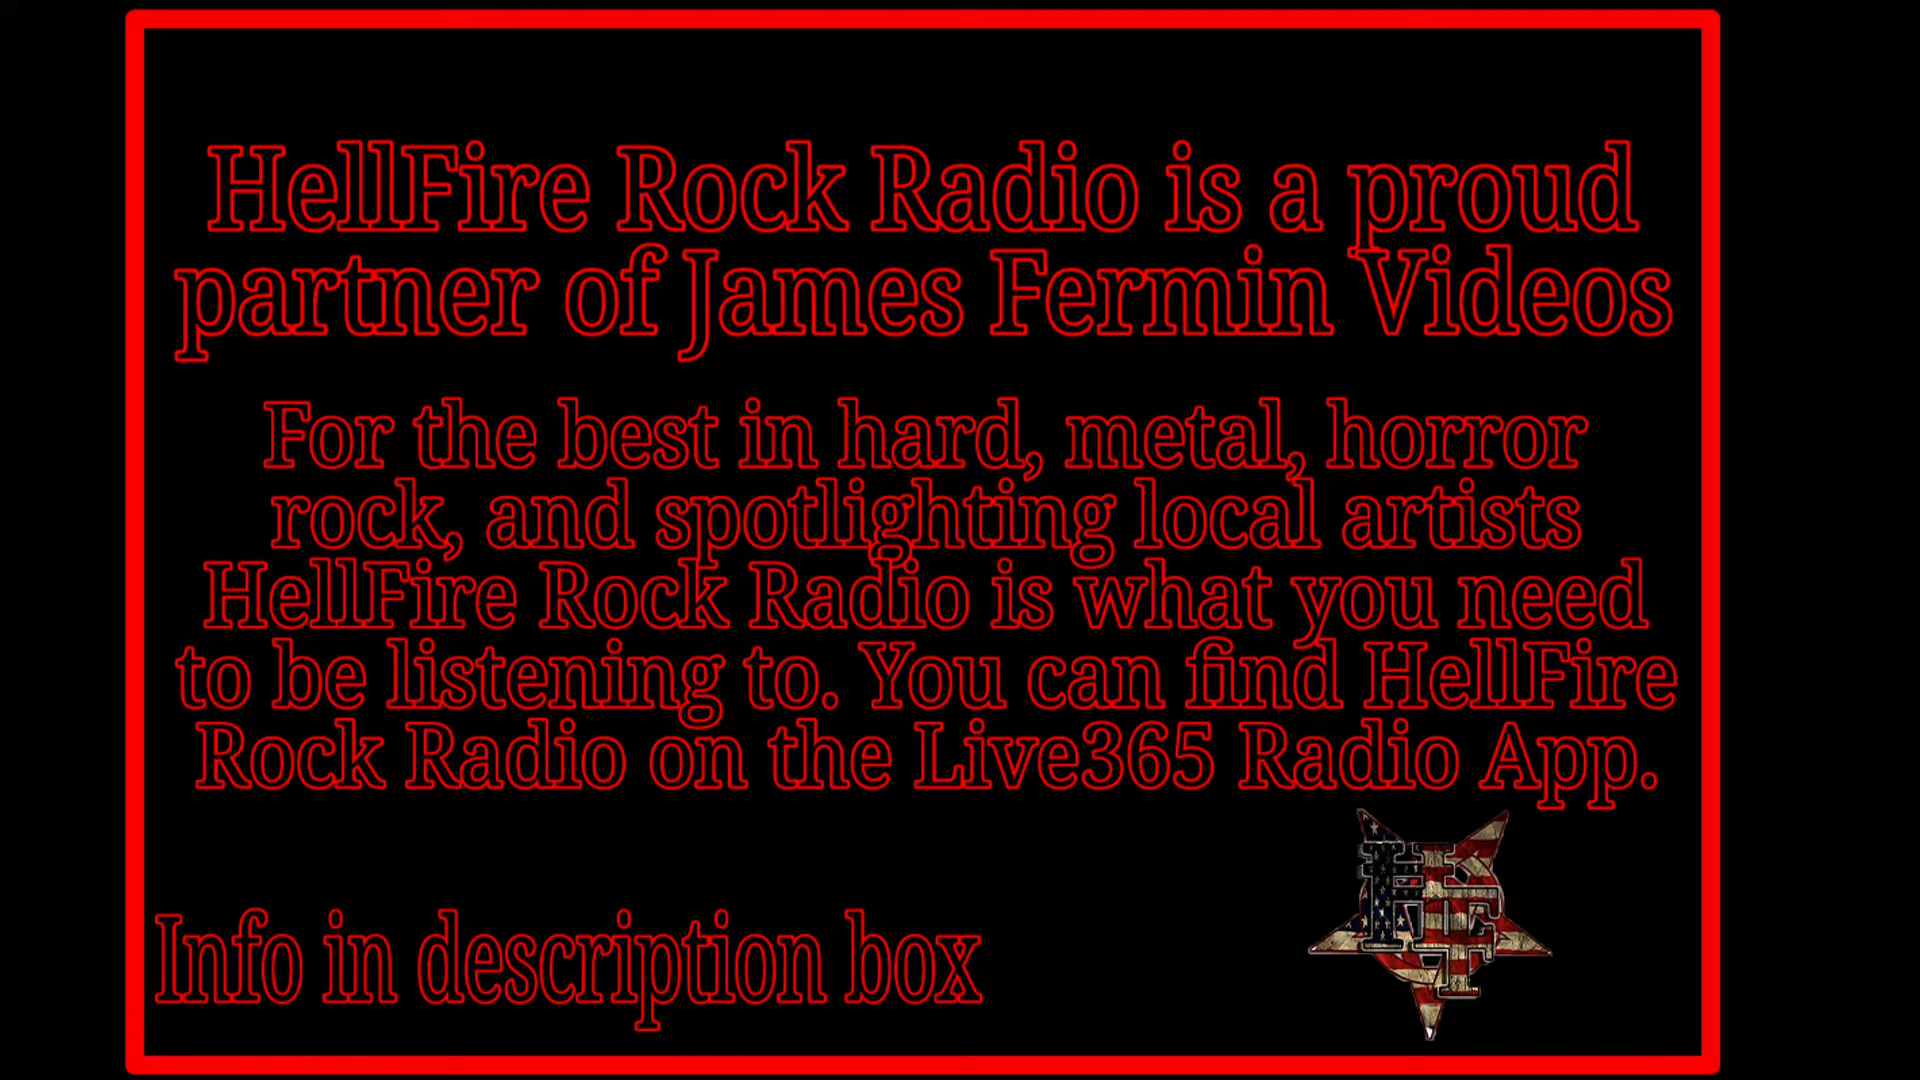 HellFire Rock Radio is a proud
partner of James Fermin Videos
For the best in hard, metal, horror
rock, and spotlighting local artists
HellFire Rock Radio is what you need
to be listening to. You can find HellFire
Rock Radio on the Live365 Radio App.
Info in description box
HF